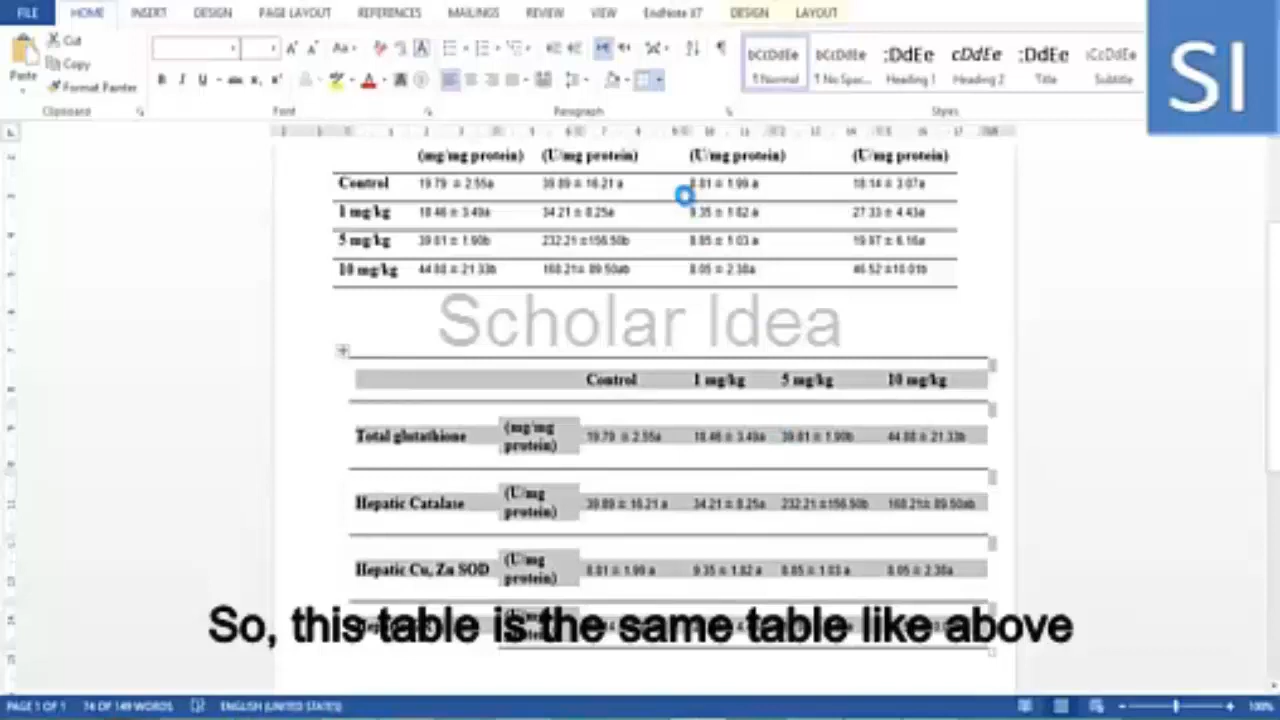 FILE HOME INSERT DESIGN PAGE LAYOUT REFERENCES MAILINGS REVIEW VIEW EndNote X7 DESIGN LAYOUT
SI
Cut
Copy
Paste
Format Painter
Clipboard Font Paragraph Styles
¶ Normal ¶ No Spac... Heading 1 Heading 2 Title Subtitle
(mg/mg protein) (U/mg protein) (U/mg protein) (U/mg protein)
Control 19.79 ± 2.55a 39.89 ± 16.21 a 8.81 ± 1.99 a 18.14 ± 3.07a
1 mg/kg 18.46 ± 3.49a 34.21 ± 8.25a 9.35 ± 1.82 a 27.33 ± 4.43a
5 mg/kg 39.81 ± 1.90b 232.21 ±156.50b 8.85 ± 1.03 a 19.97 ± 6.16a
10 mg/kg 44.88 ± 21.33b 168.21± 89.50ab 8.05 ± 2.38a
Scholar Idea
Control 1 mg/kg 5 mg/kg 10 mg/kg
Total glutathione (mg/mg protein) 19.79 ± 2.55a 18.46 ± 3.49a 39.81 ± 1.90b 44.88 ± 21.33b
Hepatic Catalase (U/mg protein) 39.89 ± 16.21 a 34.21 ± 8.25a 232.21 ±156.50b 168.21± 89.50ab
Hepatic Cu, Zn SOD (U/mg protein) 8.81 ± 1.99 a 9.35 ± 1.82 a 8.85 ± 1.03 a 8.05 ± 2.38a
So, this table is the same table like above
PAGE 1 OF 1 74 OF 149 WORDS ENGLISH (UNITED STATES) 100%